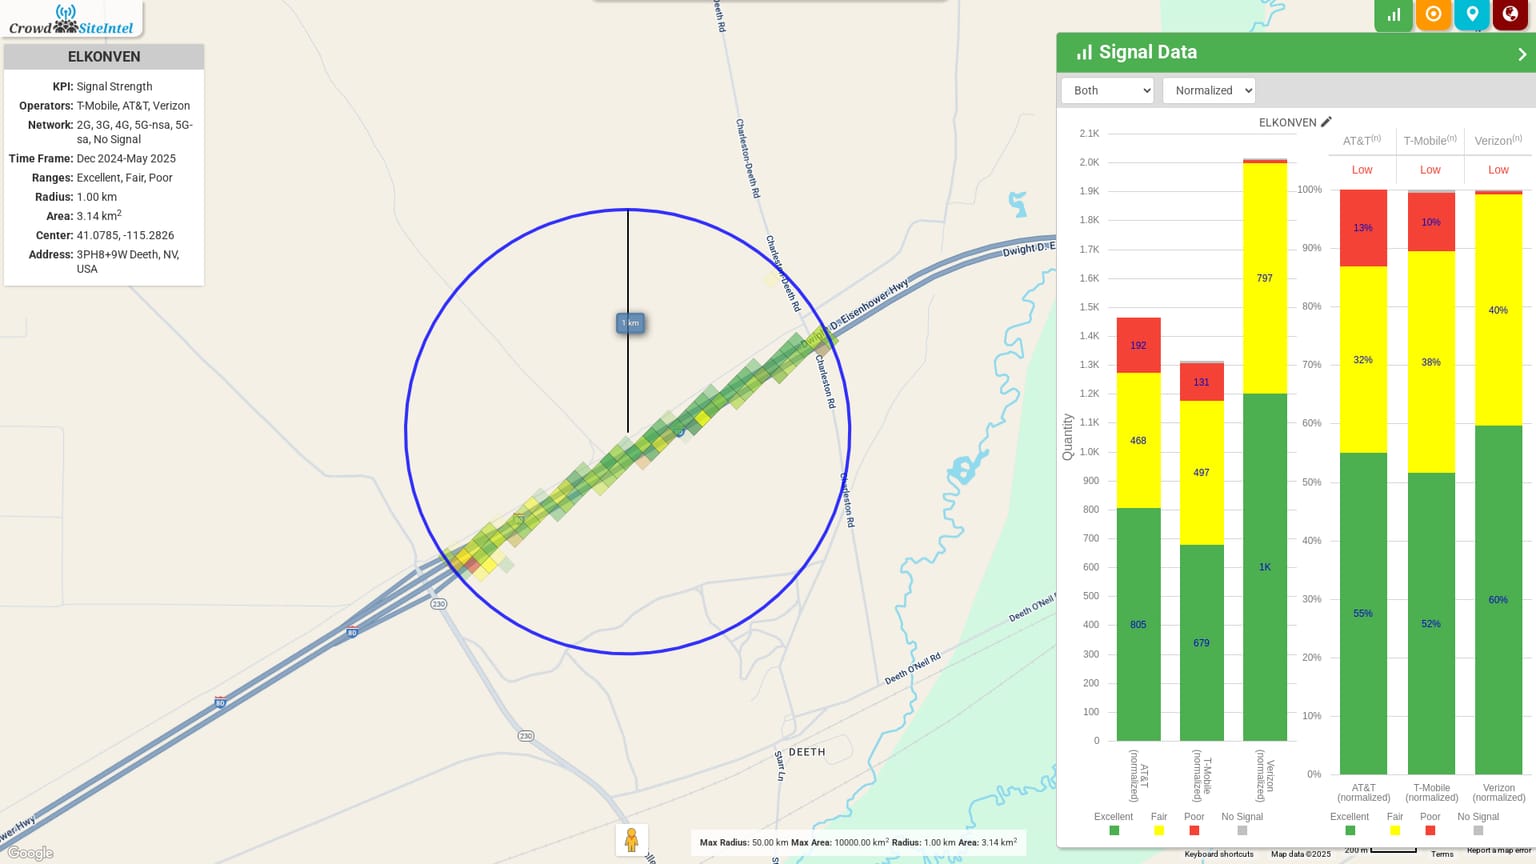 Crowd SiteIntel
ELKONVEN
KPI: Signal Strength
Operators: T-Mobile, AT&T, Verizon
Network: 2G, 3G, 4G, 5G-nsa, 5G-
sa, No Signal
Time Frame: Dec 2024-May 2025
Ranges: Excellent, Fair, Poor
Radius: 1.00 km
Area: 3.14 km²
Center: 41.0785, -115.2826
Address: 3PH8+9W Deeth, NV,
USA
Deeth Rd
Charleston-Deeth Rd
Charleston-Deeth Rd
Dwight D. E
Dwight D. Eisenhower Hwy
1 km
Charleston Rd
Charleston Rd
230
80
80
230
Deeth O'Neil R
Deeth O'Neil Rd
DEETH
Starr Ln
wer Hwy
Google
Max Radius: 50.00 km Max Area: 10000.00 km² Radius: 1.00 km Area: 3.14 km²
Signal Data
Both
Normalized
ELKONVEN
2.1K
2.0K
1.9K
1.8K
1.7K
1.6K
1.5K
1.4K
1.3K
1.2K
1.1K
1.0K
900
800
700
600
500
400
300
200
100
0
Quantity
192
468
805
131
497
679
797
1K
AT&T
(normalized)
T-Mobile
(normalized)
Verizon
(normalized)
Excellent
Fair
Poor
No Signal
AT&T(n)
T-Mobile(n)
Verizon(n)
Low
Low
Low
100%
90%
80%
70%
60%
50%
40%
30%
20%
10%
0%
13%
32%
55%
10%
38%
52%
40%
60%
AT&T
(normalized)
T-Mobile
(normalized)
Verizon
(normalized)
Excellent
Fair
Poor
No Signal
Keyboard shortcuts
Map data ©2025
200 m
Terms
Report a map error